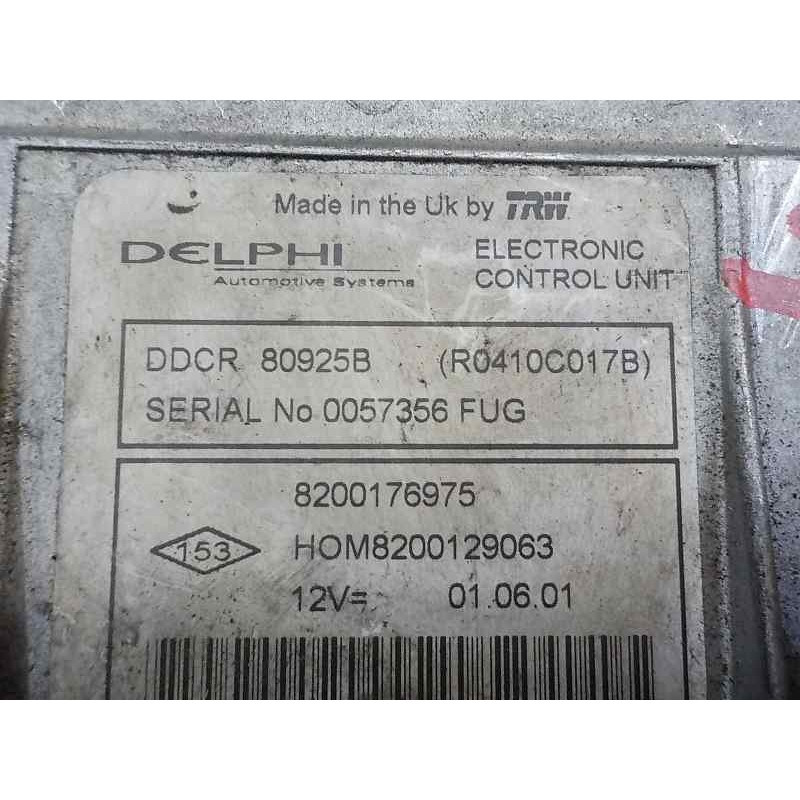 Made in the Uk by TRW
DELPHI
Automotive Systems
ELECTRONIC
CONTROL UNIT
DDCR 80925B (R0410C017B)
SERIAL No 0057356 FUG
8200176975
153 HOM8200129063
12V= 01.06.01